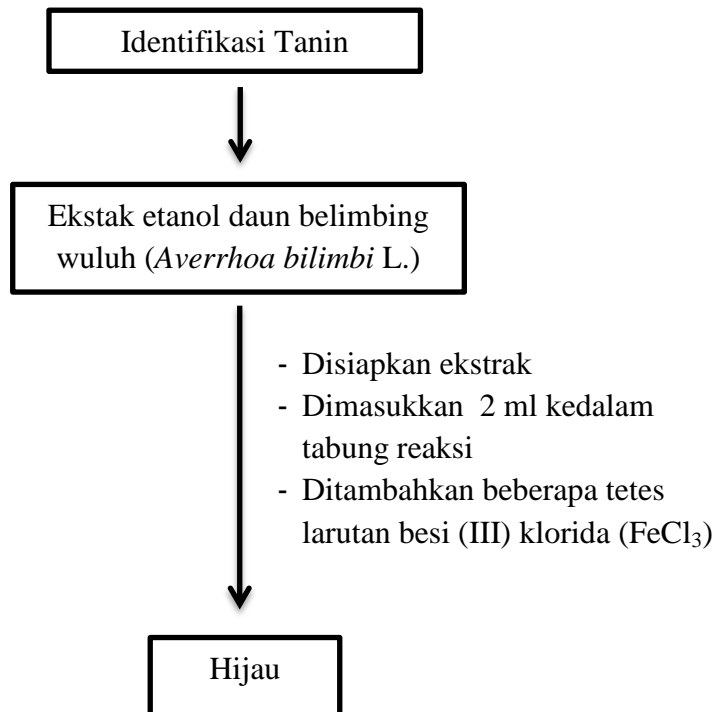 Identifikasi Tanin
Ekstak etanol daun belimbing
wuluh (Averrhoa bilimbi L.)
- Disiapkan ekstrak
- Dimasukkan 2 ml kedalam
tabung reaksi
- Ditambahkan beberapa tetes
larutan besi (III) klorida (FeCl₃)
Hijau